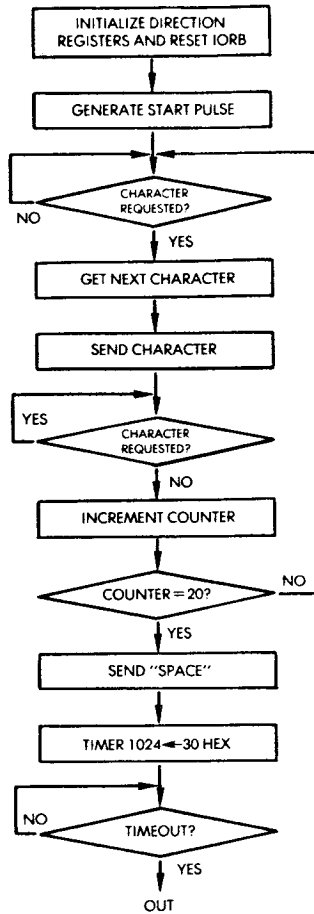 INITIALIZE DIRECTION
REGISTERS AND RESET IORB
GENERATE START PULSE
CHARACTER
REQUESTED?
NO
YES
GET NEXT CHARACTER
SEND CHARACTER
YES
CHARACTER
REQUESTED?
NO
INCREMENT COUNTER
COUNTER = 20?
NO
YES
SEND "SPACE"
TIMER 1024←30 HEX
NO
TIMEOUT?
YES
OUT